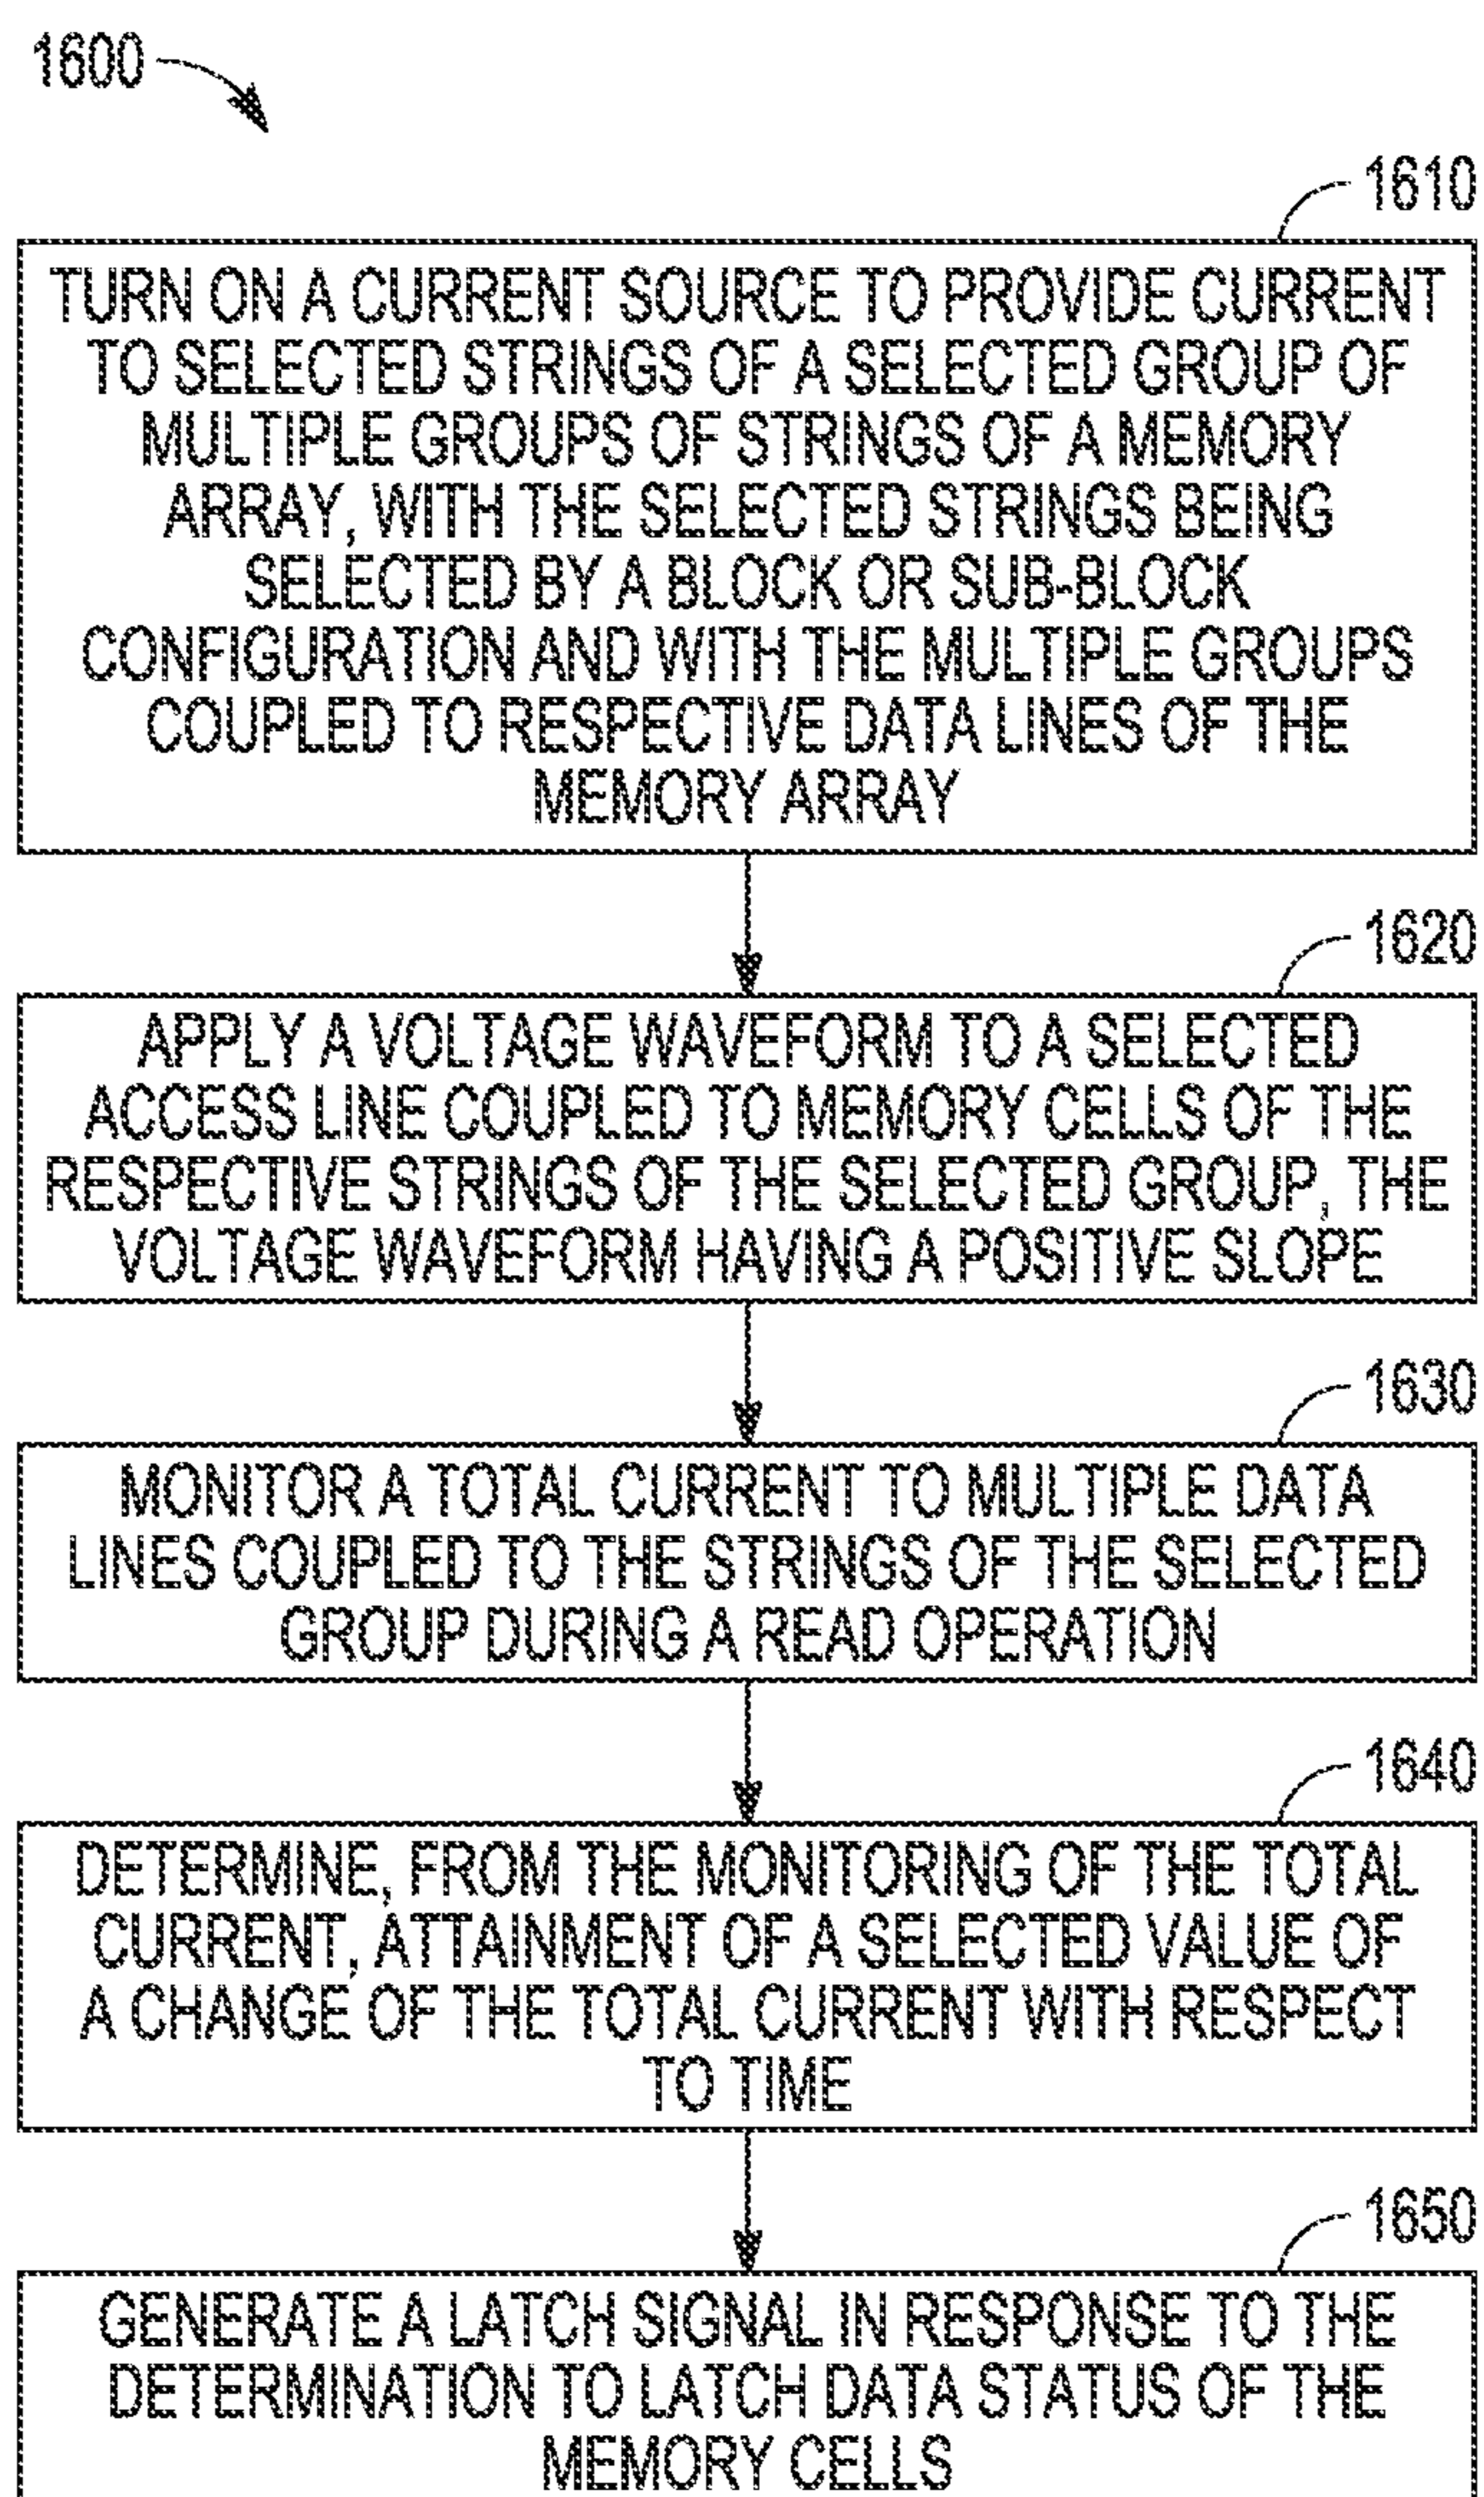 1600
1610
TURN ON A CURRENT SOURCE TO PROVIDE CURRENT
TO SELECTED STRINGS OF A SELECTED GROUP OF
MULTIPLE GROUPS OF STRINGS OF A MEMORY
ARRAY, WITH THE SELECTED STRINGS BEING
SELECTED BY A BLOCK OR SUB-BLOCK
CONFIGURATION AND WITH THE MULTIPLE GROUPS
COUPLED TO RESPECTIVE DATA LINES OF THE
MEMORY ARRAY
1620
APPLY A VOLTAGE WAVEFORM TO A SELECTED
ACCESS LINE COUPLED TO MEMORY CELLS OF THE
RESPECTIVE STRINGS OF THE SELECTED GROUP, THE
VOLTAGE WAVEFORM HAVING A POSITIVE SLOPE
1630
MONITOR A TOTAL CURRENT TO MULTIPLE DATA
LINES COUPLED TO THE STRINGS OF THE SELECTED
GROUP DURING A READ OPERATION
1640
DETERMINE, FROM THE MONITORING OF THE TOTAL
CURRENT, ATTAINMENT OF A SELECTED VALUE OF
A CHANGE OF THE TOTAL CURRENT WITH RESPECT
TO TIME
1650
GENERATE A LATCH SIGNAL IN RESPONSE TO THE
DETERMINATION TO LATCH DATA STATUS OF THE
MEMORY CELLS